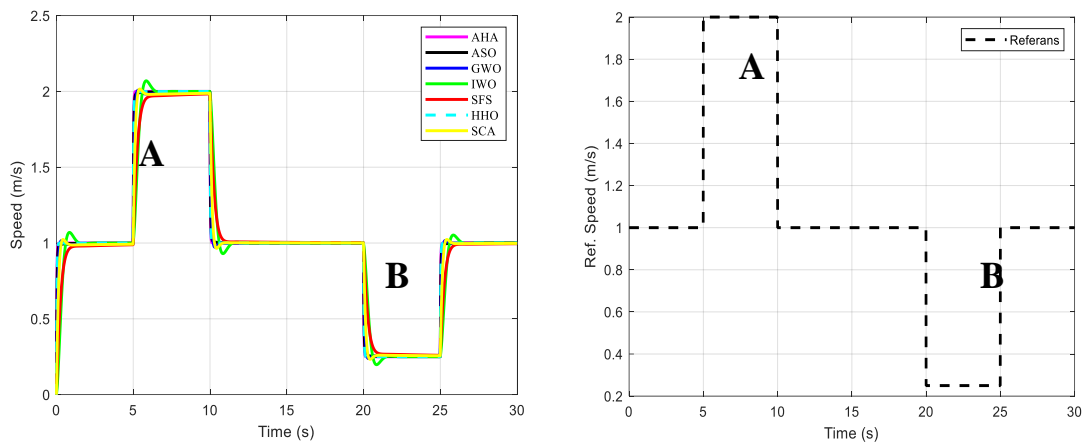 2.5
2
1.5
1
0.5
0
Speed (m/s)
0 5 10 15 20 25 30
Time (s)
AHA
ASO
GWO
IWO
SFS
HHO
SCA
A
B
2
1.8
1.6
1.4
1.2
1
0.8
0.6
0.4
0.2
Ref. Speed (m/s)
0 5 10 15 20 25 30
Time (s)
Referans
A
B